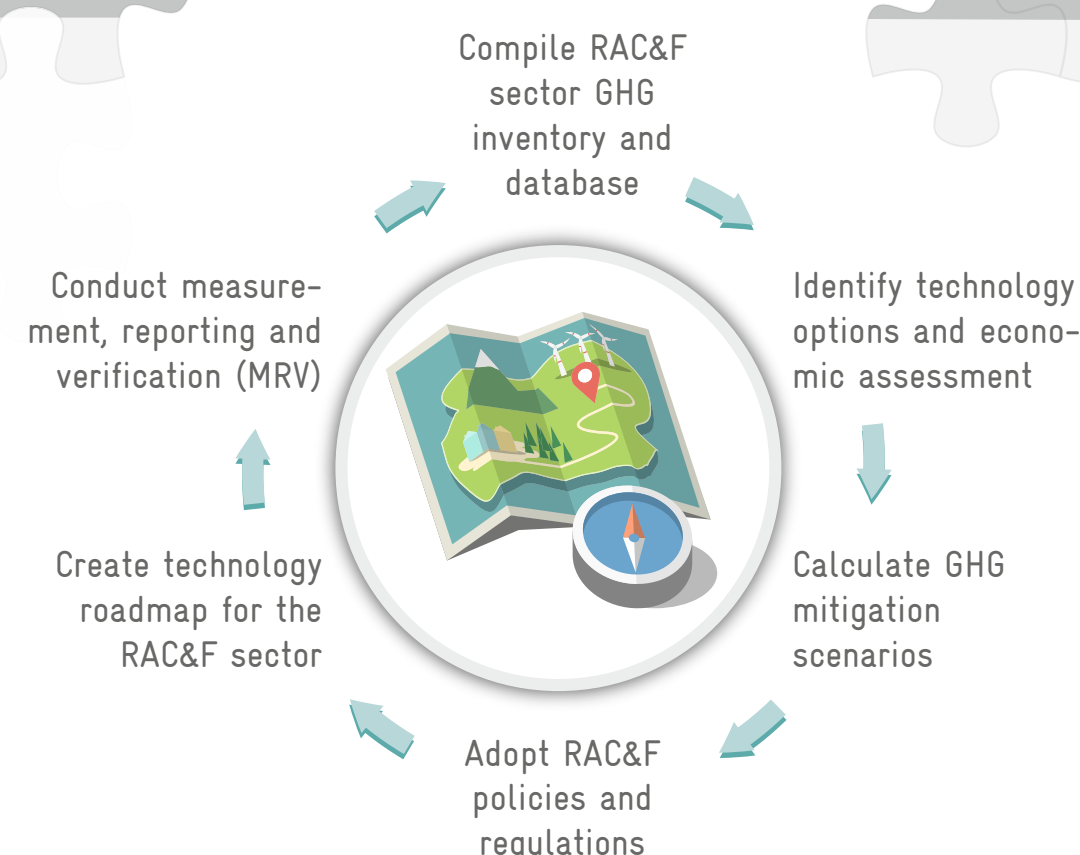 Compile RAC&F
sector GHG
inventory and
database
Identify technology
options and econo-
mic assessment
Calculate GHG
mitigation
scenarios
Adopt RAC&F
policies and
regulations
Create technology
roadmap for the
RAC&F sector
Conduct measure-
ment, reporting and
verification (MRV)